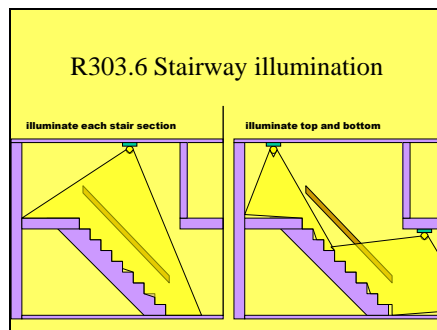 R303.6 Stairway illumination
illuminate each stair section
illuminate top and bottom